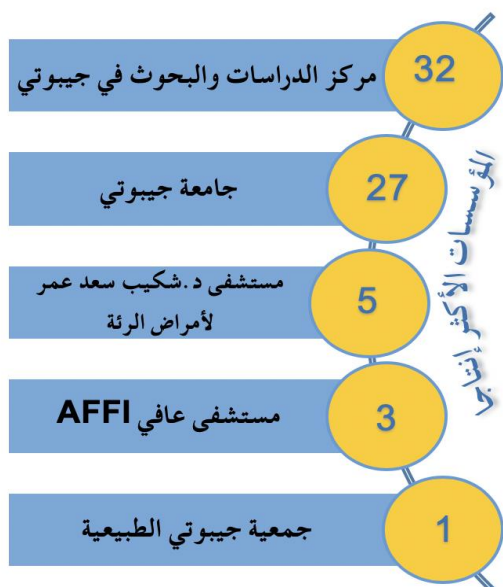 المؤسسات الأكثر إنتاجا
32
مركز الدراسات والبحوث في جيبوتي
27
جامعة جيبوتي
5
مستشفى د.شكيب سعد عمر
لأمراض الرئة
3
مستشفى عافي AFFI
1
جمعية جيبوتي الطبيعية